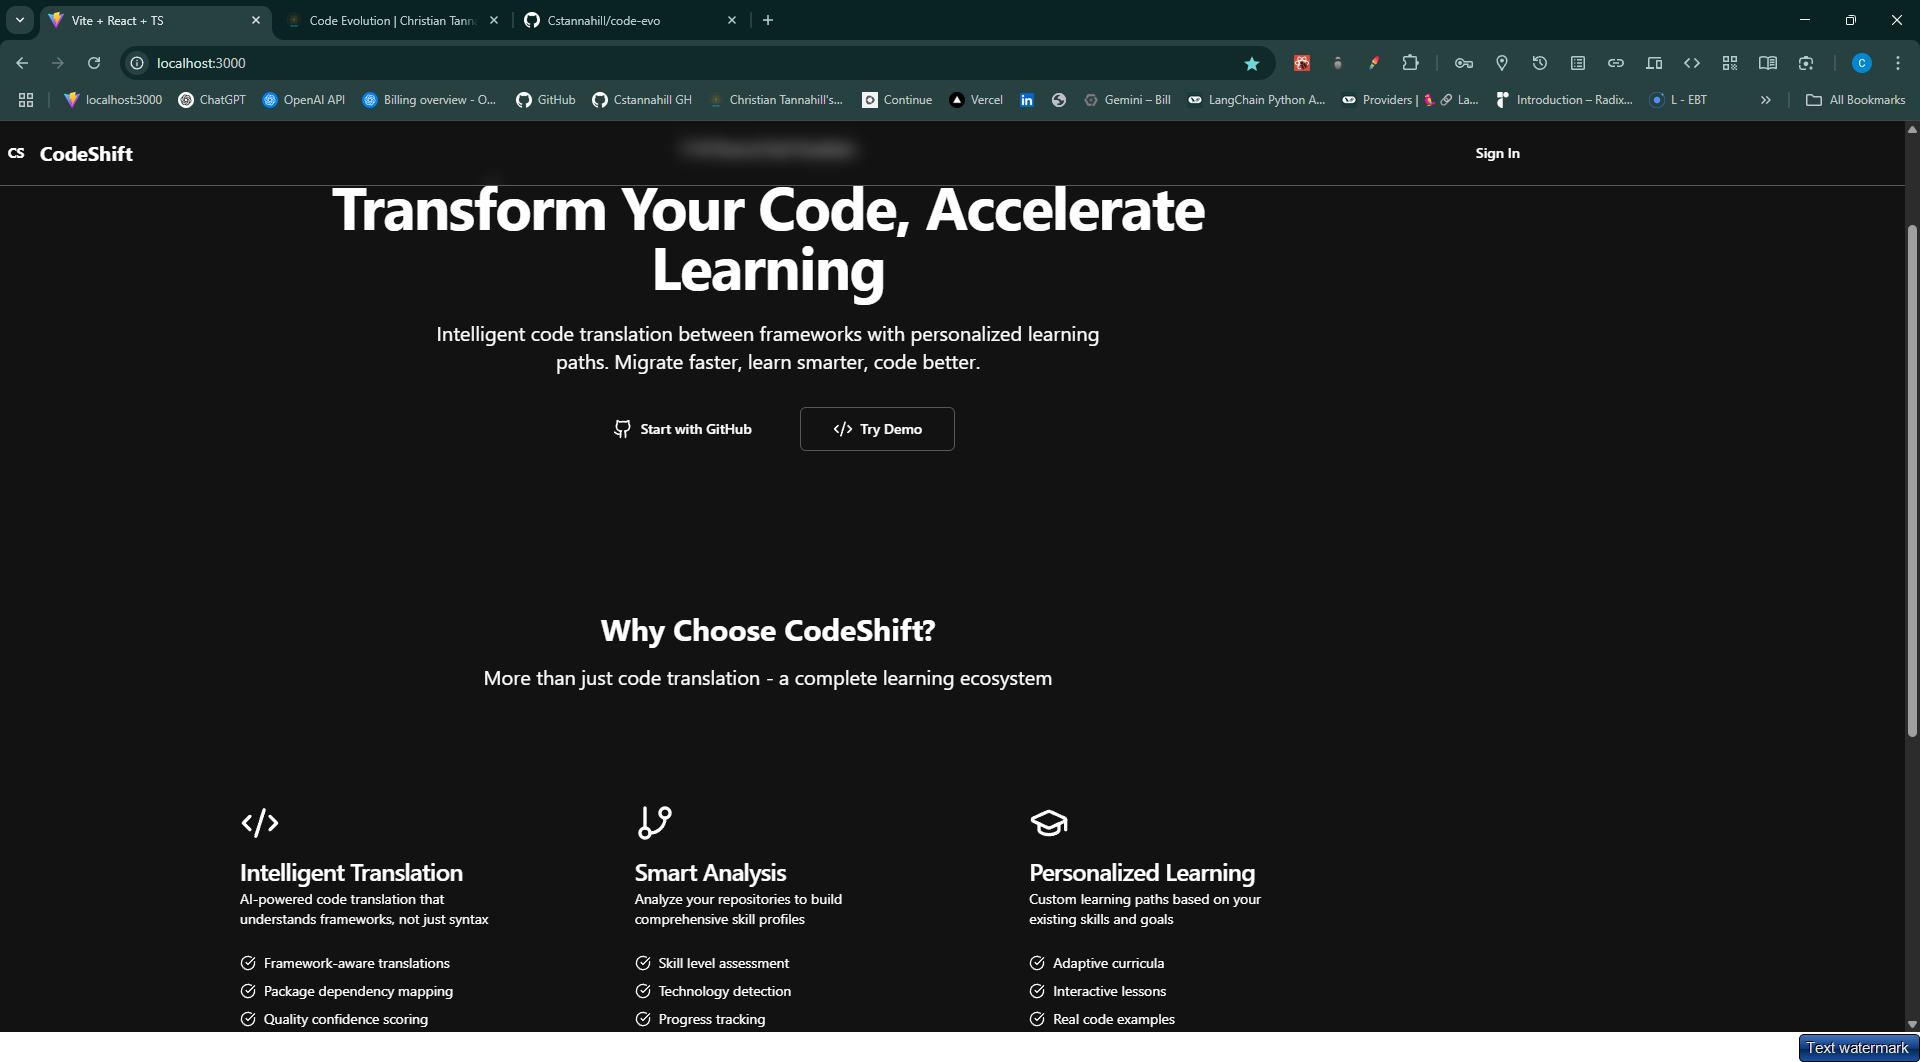 Vite + React + TS
Code Evolution | Christian Tann
Cstannahill/code-evo
localhost:3000
C
localhost:3000
ChatGPT
OpenAI API
Billing overview - O...
GitHub
Cstannahill GH
Christian Tannahill's...
Continue
Vercel
in
Gemini – Bill
LangChain Python A...
Providers | 🦜🔗 La...
Introduction – Radix...
L - EBT
All Bookmarks
CS CodeShift
Sign In
Transform Your Code, Accelerate
Learning
Intelligent code translation between frameworks with personalized learning
paths. Migrate faster, learn smarter, code better.
Start with GitHub
</> Try Demo
Why Choose CodeShift?
More than just code translation - a complete learning ecosystem
Intelligent Translation
AI-powered code translation that
understands frameworks, not just syntax
Framework-aware translations
Package dependency mapping
Quality confidence scoring
Smart Analysis
Analyze your repositories to build
comprehensive skill profiles
Skill level assessment
Technology detection
Progress tracking
Personalized Learning
Custom learning paths based on your
existing skills and goals
Adaptive curricula
Interactive lessons
Real code examples
Text watermark